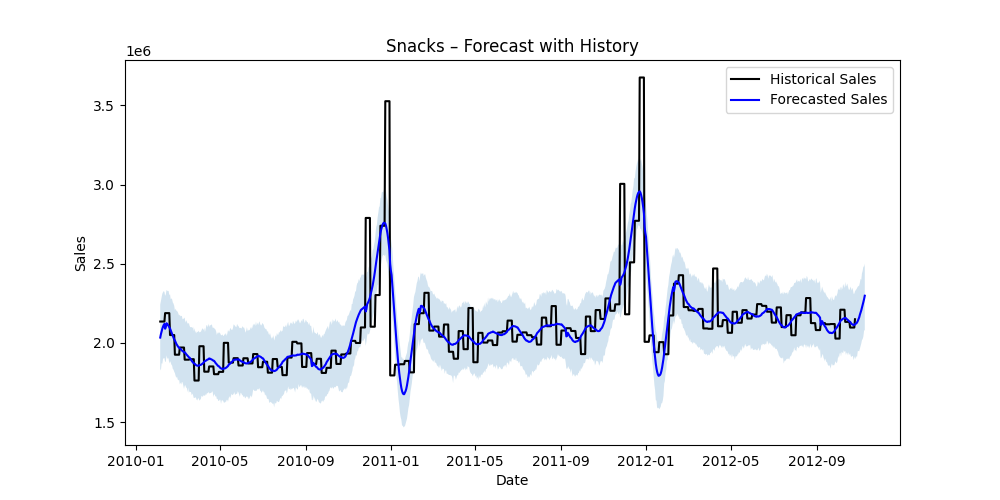 Snacks – Forecast with History
1e6
Historical Sales
Forecasted Sales
3.5
3.0
2.5
2.0
1.5
Sales
2010-01 2010-05 2010-09 2011-01 2011-05 2011-09 2012-01 2012-05 2012-09
Date